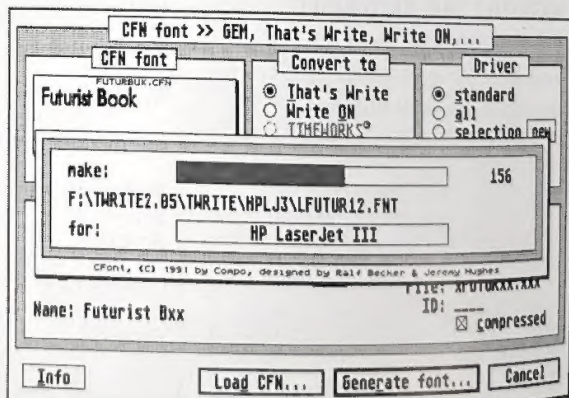 CFN font >> GEM, That's Write, Write ON,...
CFN font
FUTURBUK.CFN
Futurist Book
Convert to
That's Write
Write ON
TIMEWORKS
Driver
standard
all
selection new
make: 156
F:\TWRITE2.05\TWRITE\HPLJ3\LFUTUR12.FNT
for: HP LaserJet III
CFont, (C) 1991 by Compo, designed by Ralf Becker & Jeremy Hughes
File: XFUTURXX.XXX
Name: Futurist Bxx
ID: ____
compressed
Info
Load CFN...
Generate font...
Cancel